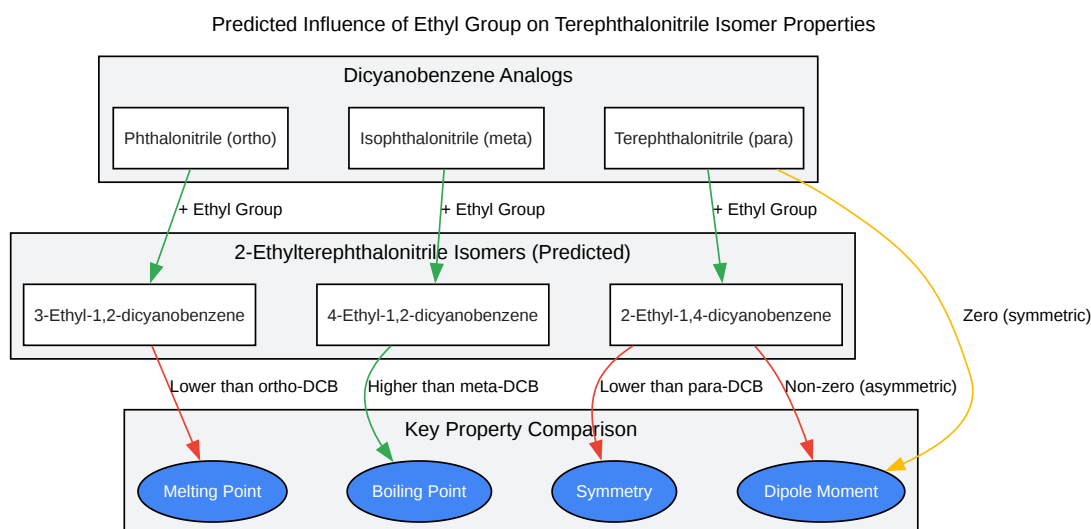 Predicted Influence of Ethyl Group on Terephthalonitrile Isomer Properties
Dicyanobenzene Analogs
Phthalonitrile (ortho)
Isophthalonitrile (meta)
Terephthalonitrile (para)
+ Ethyl Group
+ Ethyl Group
+ Ethyl Group
2-Ethylterephthalonitrile Isomers (Predicted)
3-Ethyl-1,2-dicyanobenzene
4-Ethyl-1,2-dicyanobenzene
2-Ethyl-1,4-dicyanobenzene
Zero (symmetric)
Lower than ortho-DCB
Higher than meta-DCB
Lower than para-DCB
Non-zero (asymmetric)
Key Property Comparison
Melting Point
Boiling Point
Symmetry
Dipole Moment